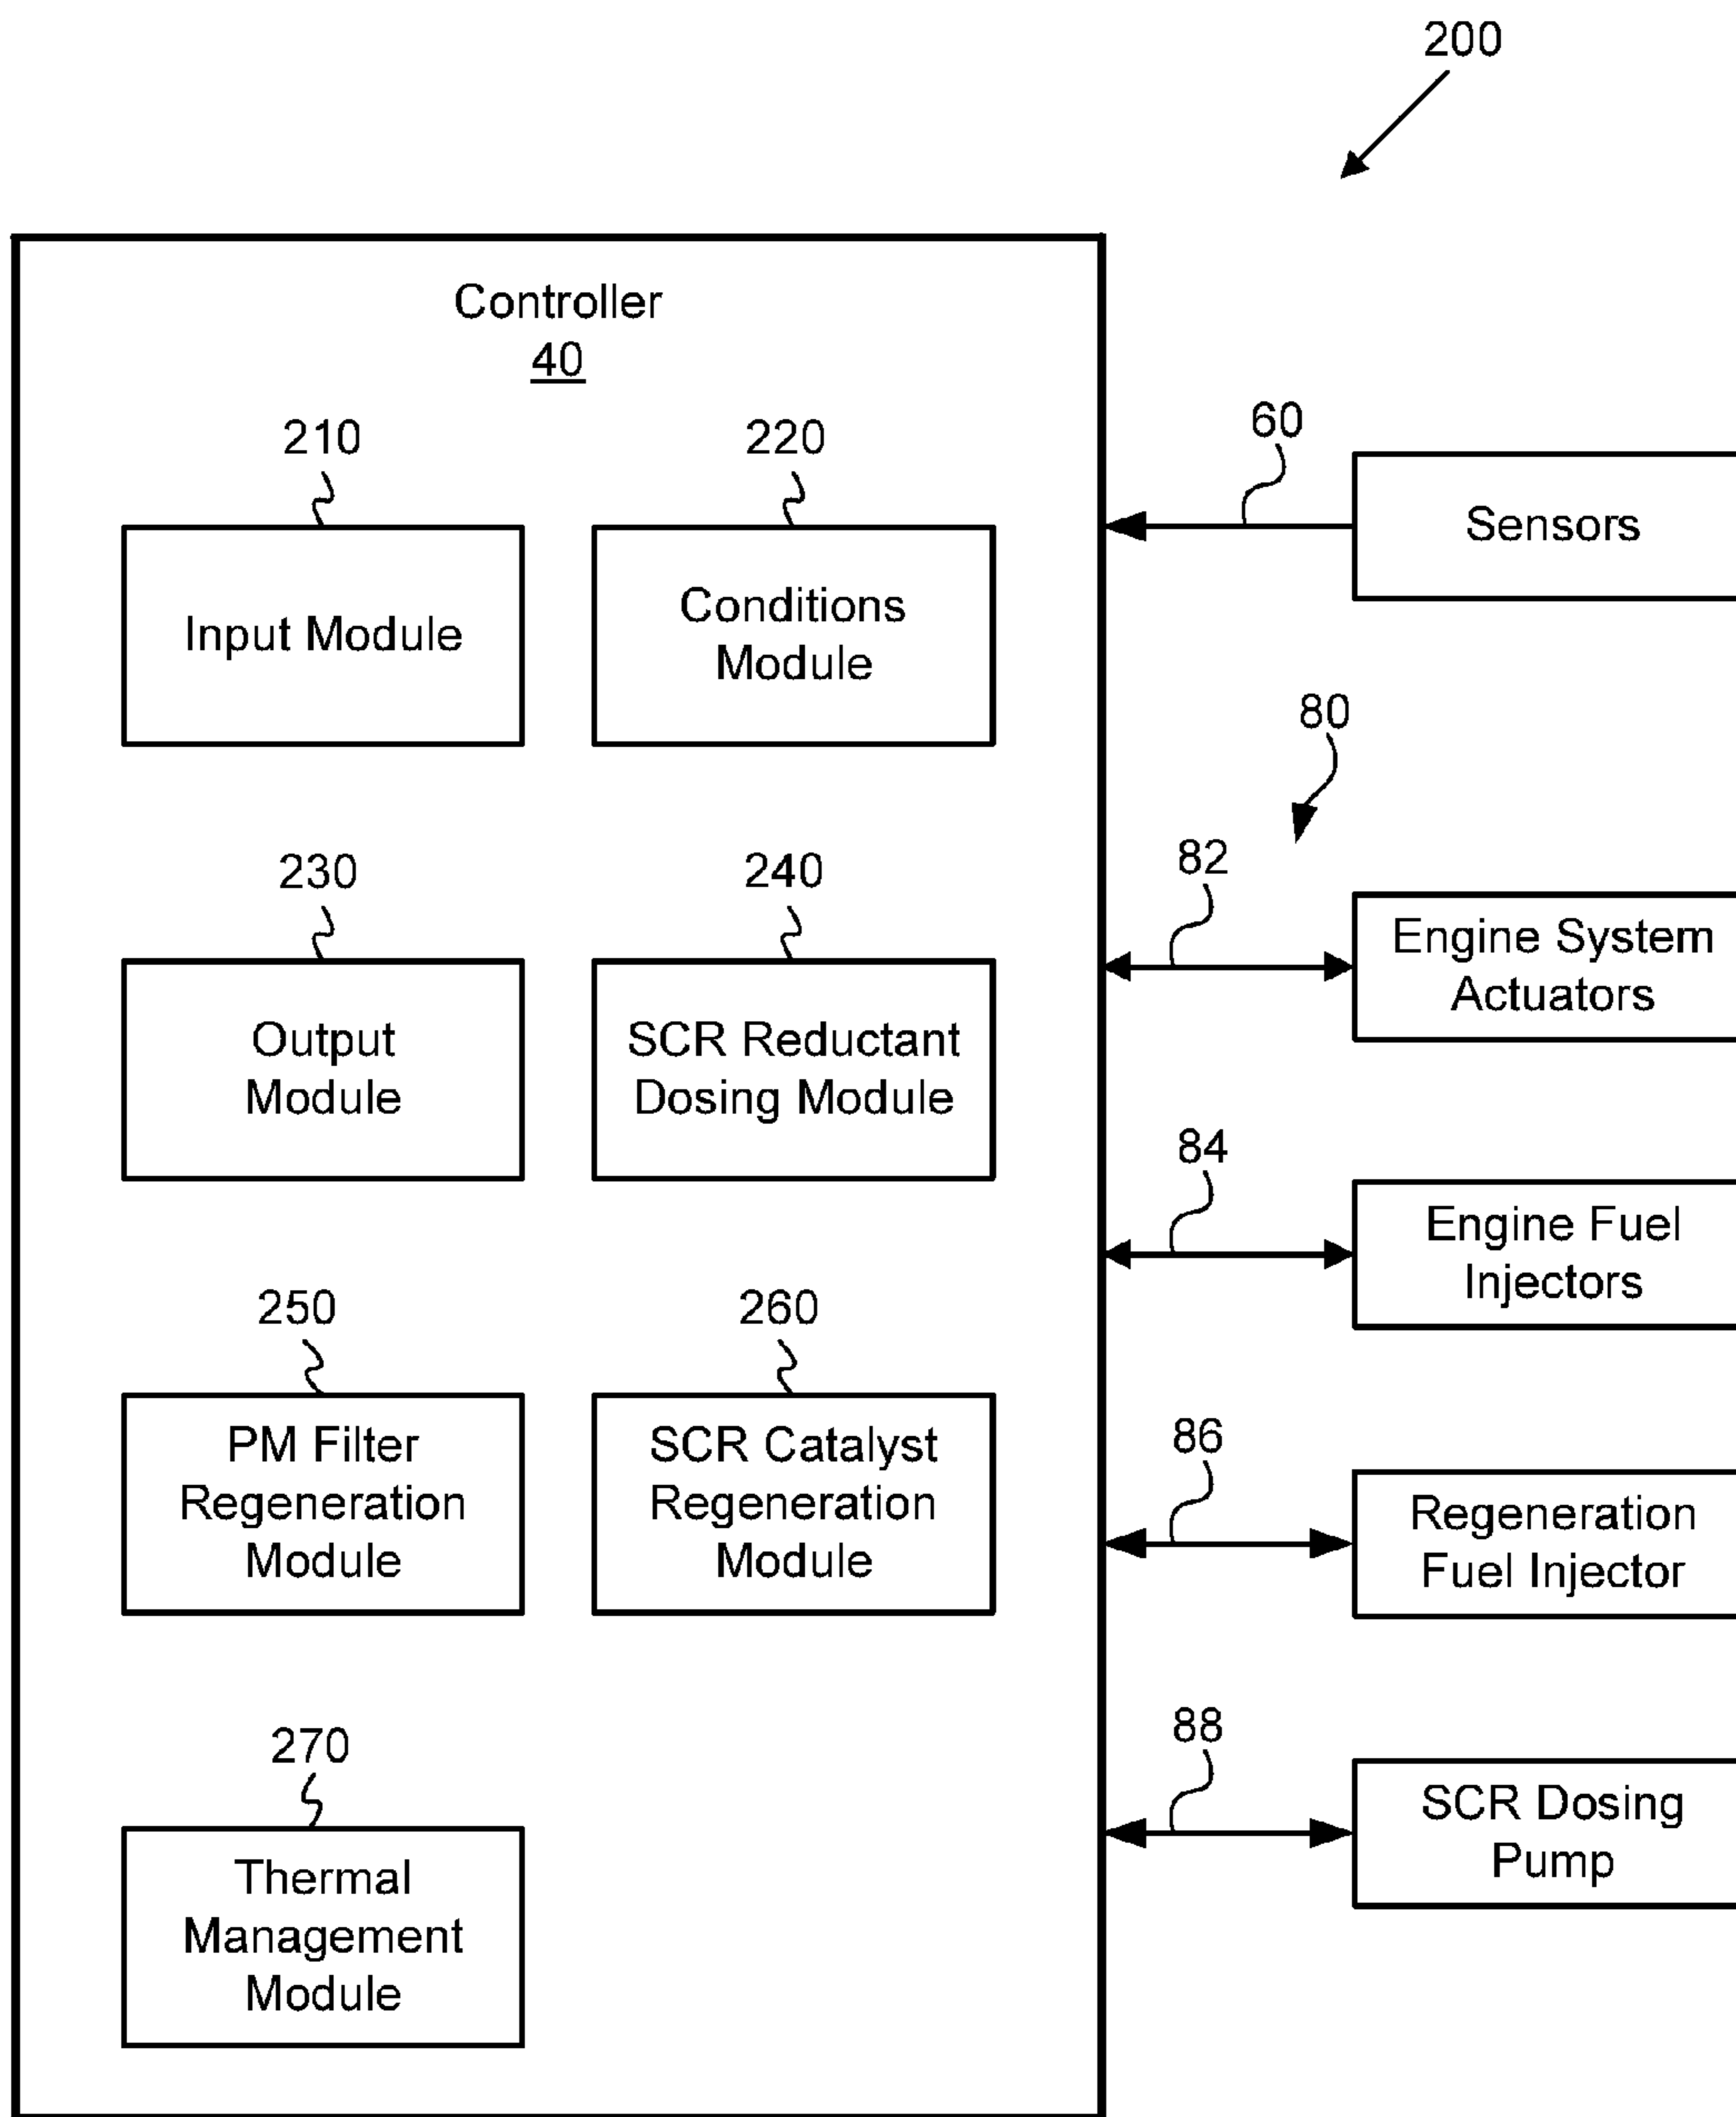 200
Controller
40
210
220
60
Input Module
Conditions
Module
Sensors
80
230
240
82
Output
Module
SCR Reductant
Dosing Module
Engine System
Actuators
84
Engine Fuel
Injectors
250
260
86
PM Filter
Regeneration
Module
SCR Catalyst
Regeneration
Module
Regeneration
Fuel Injector
270
88
Thermal
Management
Module
SCR Dosing
Pump